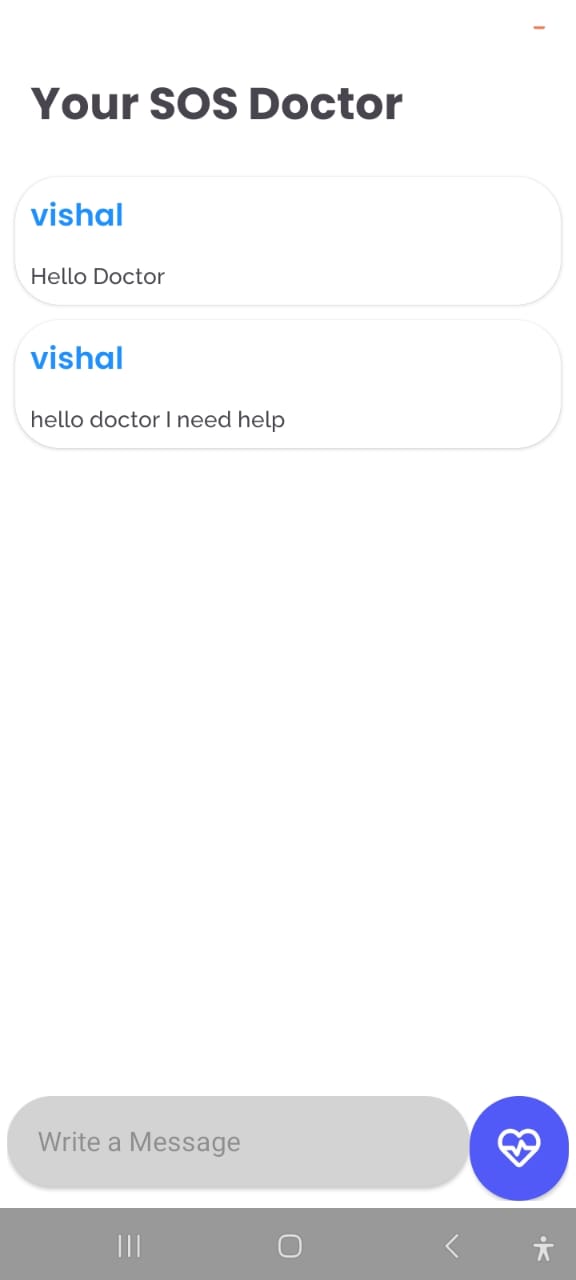 Your SOS Doctor
vishal
Hello Doctor
vishal
hello doctor I need help
Write a Message